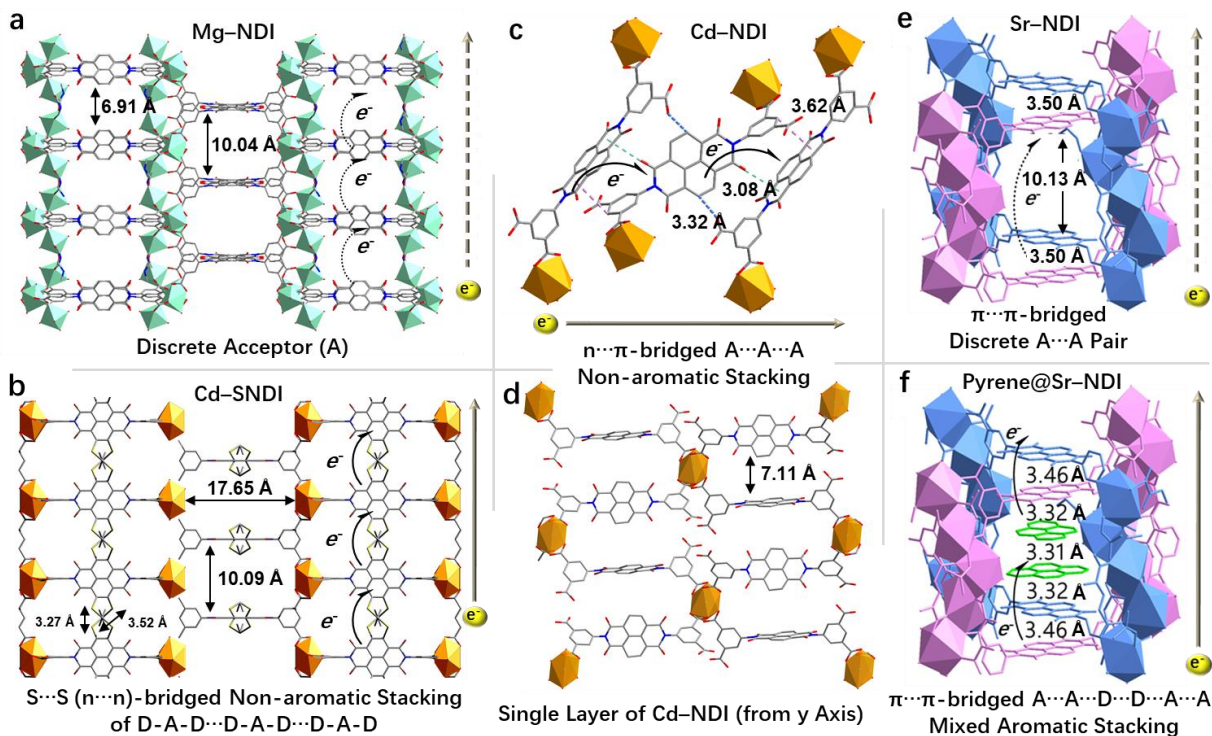 a
Mg–NDI
6.91 Å
10.04 Å
e-
e-
e-
e-
Discrete Acceptor (A)
b
Cd–SNDI
17.65 Å
10.09 Å
3.27 Å
3.52 Å
e-
e-
e-
e-
S···S (n···n)-bridged Non-aromatic Stacking
of D-A-D···D-A-D···D-A-D
c
Cd–NDI
3.62 Å
e-
e-
3.08 Å
3.32 Å
e-
n···π-bridged A···A···A
Non-aromatic Stacking
d
7.11 Å
Single Layer of Cd–NDI (from y Axis)
e
Sr–NDI
3.50 Å
10.13 Å
e-
3.50 Å
e-
π···π-bridged
Discrete A···A Pair
f
Pyrene@Sr–NDI
e-
3.46 Å
3.32 Å
3.31 Å
3.32 Å
e-
3.46 Å
e-
π···π-bridged A···A···D···D···A···A
Mixed Aromatic Stacking